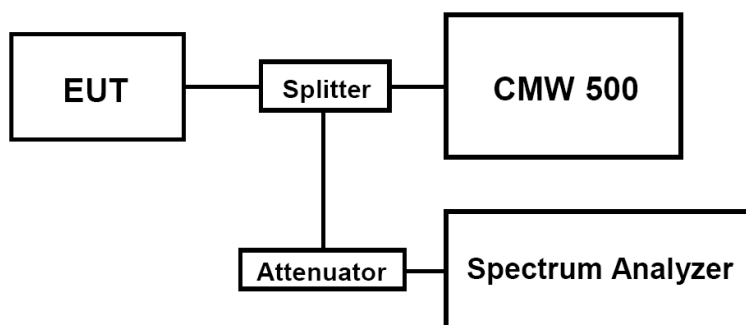 EUT
Splitter
CMW 500
Attenuator
Spectrum Analyzer